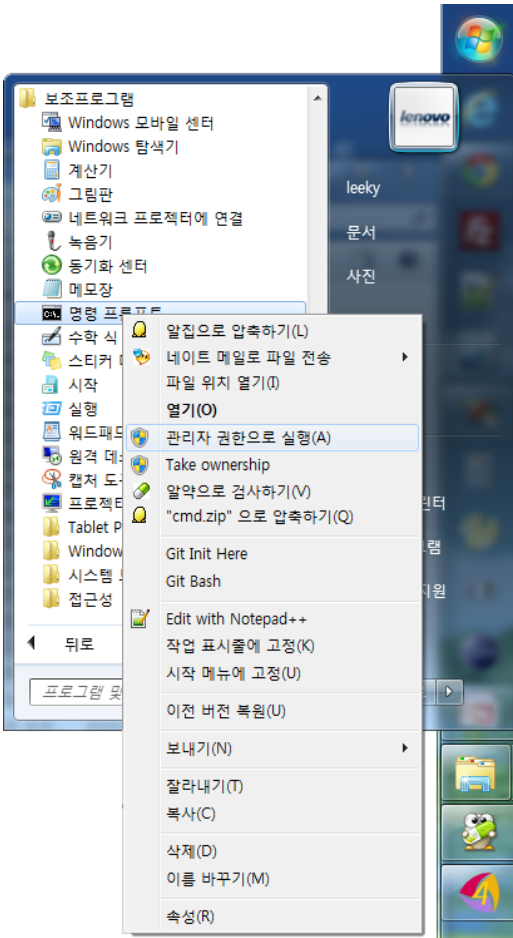 보조프로그램
Windows 모바일 센터
Windows 탐색기
계산기
그림판
네트워크 프로젝터에 연결
녹음기
동기화 센터
메모장
명령 프롬프트
수학 식
스티커
시작
실행
워드패드
원격 데
캡처 도
프로젝트
Tablet P
Window
시스템
접근성
뒤로
프로그램 및
lenovo
leeky
문서
사진
린터
램
지원
알집으로 압축하기(L)
네이트 메일로 파일 전송
파일 위치 열기(I)
열기(O)
관리자 권한으로 실행(A)
Take ownership
알약으로 검사하기(V)
"cmd.zip" 으로 압축하기(Q)
Git Init Here
Git Bash
Edit with Notepad++
작업 표시줄에 고정(K)
시작 메뉴에 고정(U)
이전 버전 복원(U)
보내기(N)
잘라내기(T)
복사(C)
삭제(D)
이름 바꾸기(M)
속성(R)